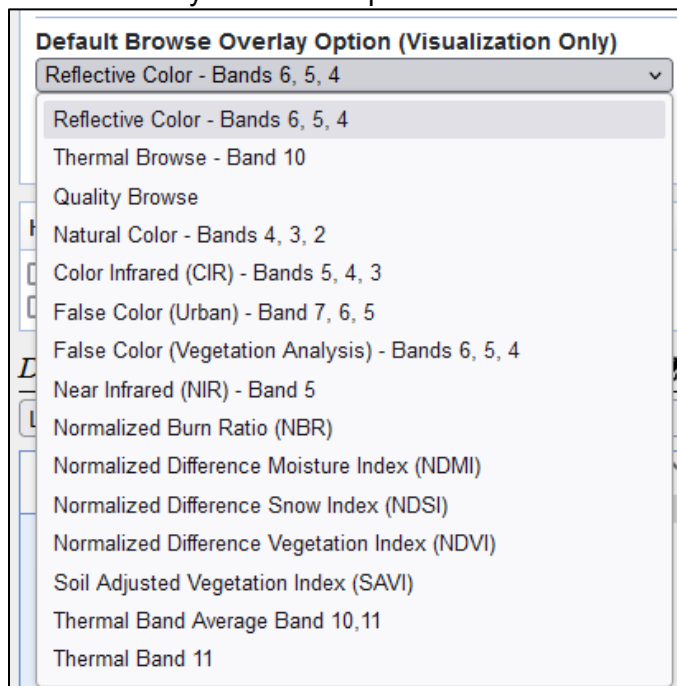 Default Browse Overlay Option (Visualization Only)
Reflective Color - Bands 6, 5, 4
Reflective Color - Bands 6, 5, 4
Thermal Browse - Band 10
Quality Browse
Natural Color - Bands 4, 3, 2
Color Infrared (CIR) - Bands 5, 4, 3
False Color (Urban) - Band 7, 6, 5
False Color (Vegetation Analysis) - Bands 6, 5, 4
Near Infrared (NIR) - Band 5
Normalized Burn Ratio (NBR)
Normalized Difference Moisture Index (NDMI)
Normalized Difference Snow Index (NDSI)
Normalized Difference Vegetation Index (NDVI)
Soil Adjusted Vegetation Index (SAVI)
Thermal Band Average Band 10,11
Thermal Band 11